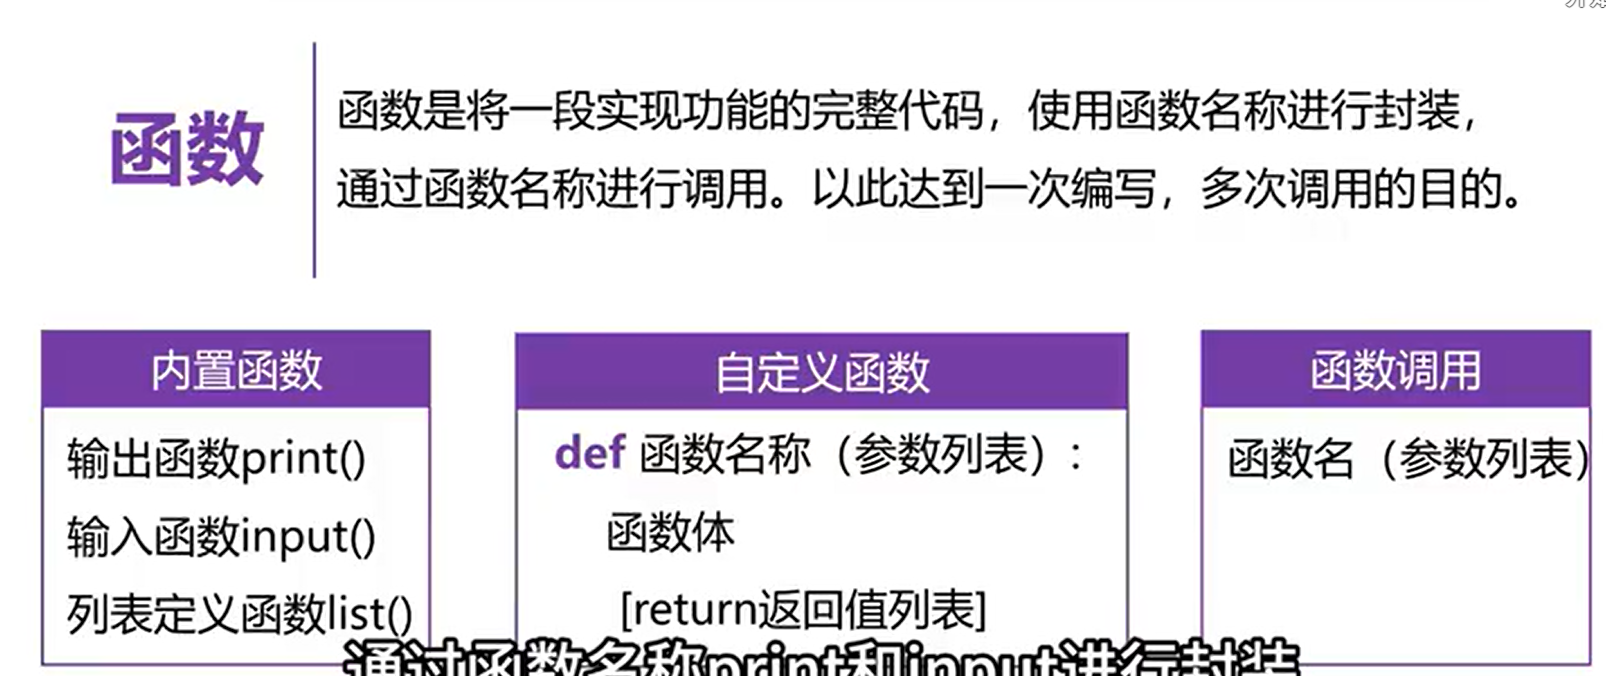 函数
函数是将一段实现功能的完整代码，使用函数名称进行封装，
通过函数名称进行调用。以此达到一次编写，多次调用的目的。
内置函数
输出函数print()
输入函数input()
列表定义函数list()
自定义函数
def 函数名称（参数列表）:
函数体
[return返回值列表]
函数调用
函数名（参数列表）
通过函数名称print和input进行封装